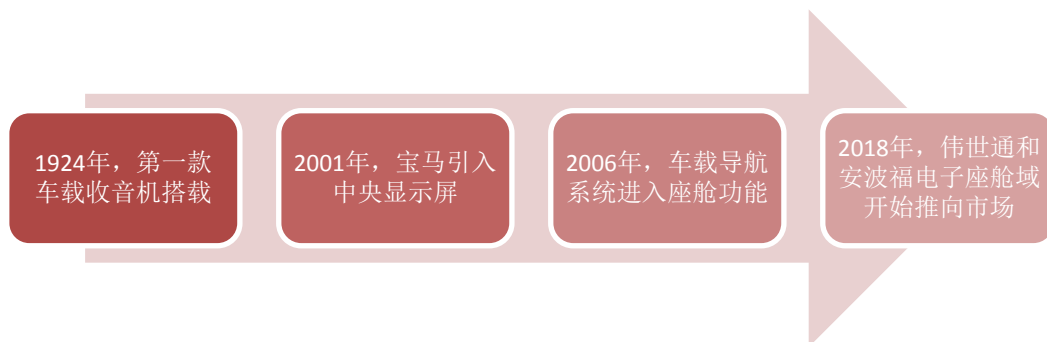 1924年，第一款
车载收音机搭载
2001年，宝马引入
中央显示屏
2006年，车载导航
系统进入座舱功能
2018年，伟世通和
安波福电子座舱域
开始推向市场